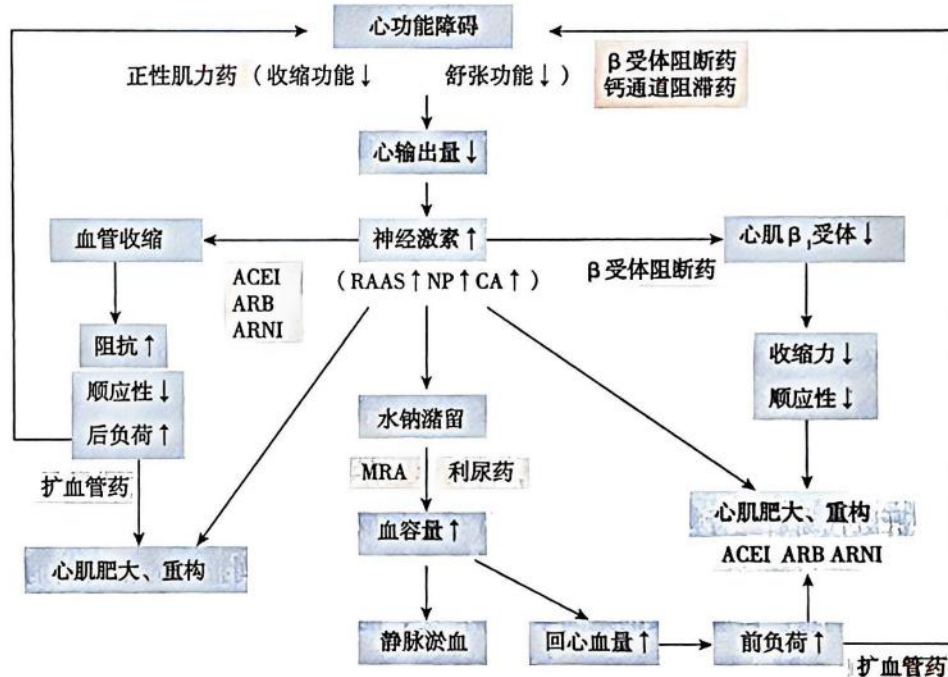 心功能障碍
正性肌力药（收缩功能↓ 舒张功能↓）
β受体阻断药
钙通道阻滞药
心输出量↓
血管收缩
神经激素↑
心肌β₁受体↓
ACEI
ARB
ARNI
（RAAS↑NP↑CA↑）
β受体阻断药
阻抗↑
顺应性↓
后负荷↑
收缩力↓
顺应性↓
水钠潴留
扩血管药
MRA
利尿药
心肌肥大、重构
血容量↑
心肌肥大、重构
ACEI ARB ARNI
静脉淤血
回心血量↑
前负荷↑
扩血管药